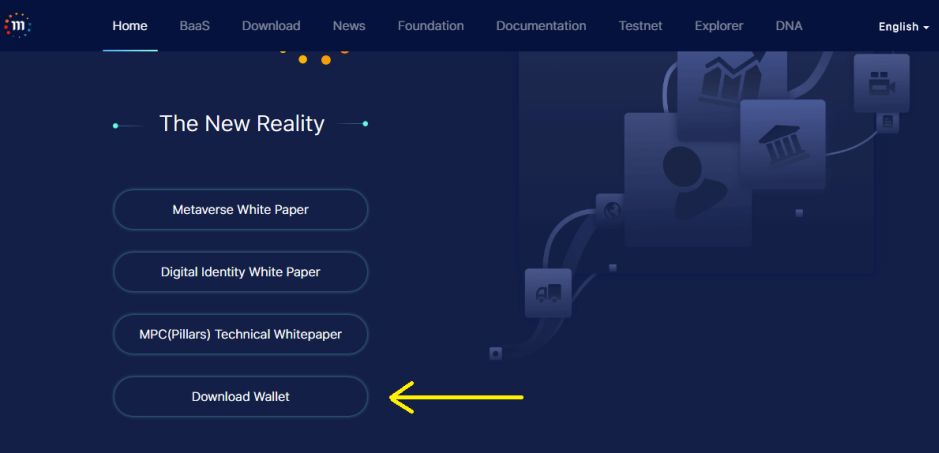 m
Home BaaS Download News Foundation Documentation Testnet Explorer DNA English
The New Reality
Metaverse White Paper
Digital Identity White Paper
MPC(Pillars) Technical Whitepaper
Download Wallet